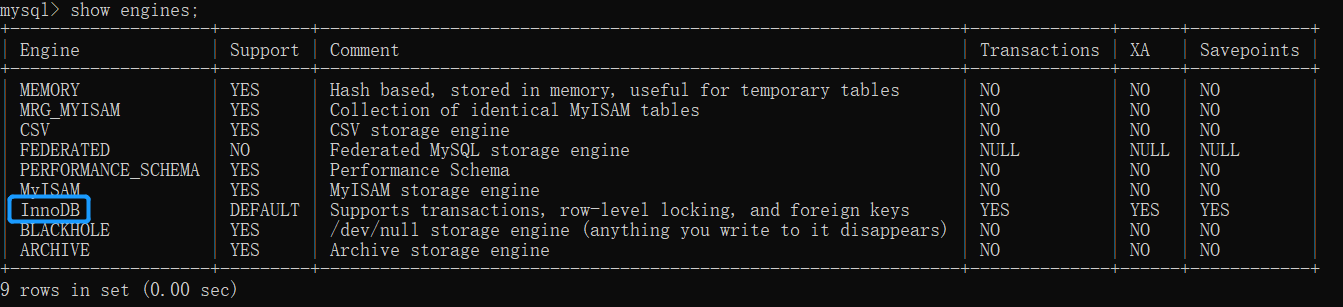 mysql> show engines;
+--------------------+---------+----------------------------------------------------------------+--------------+------+------------+
| Engine             | Support | Comment                                                        | Transactions | XA   | Savepoints |
+--------------------+---------+----------------------------------------------------------------+--------------+------+------------+
| MEMORY             | YES     | Hash based, stored in memory, useful for temporary tables      | NO           | NO   | NO         |
| MRG_MYISAM         | YES     | Collection of identical MyISAM tables                          | NO           | NO   | NO         |
| CSV                | YES     | CSV storage engine                                             | NO           | NO   | NO         |
| FEDERATED          | NO      | Federated MySQL storage engine                                 | NULL         | NULL | NULL       |
| PERFORMANCE_SCHEMA | YES     | Performance Schema                                             | NO           | NO   | NO         |
| MyISAM             | YES     | MyISAM storage engine                                          | NO           | NO   | NO         |
| InnoDB             | DEFAULT | Supports transactions, row-level locking, and foreign keys     | YES          | YES  | YES        |
| BLACKHOLE          | YES     | /dev/null storage engine (anything you write to it disappears) | NO           | NO   | NO         |
| ARCHIVE            | YES     | Archive storage engine                                         | NO           | NO   | NO         |
+--------------------+---------+----------------------------------------------------------------+--------------+------+------------+
9 rows in set (0.00 sec)